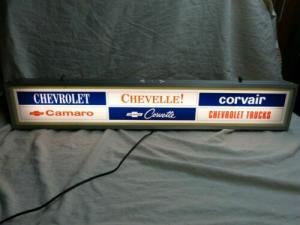 CHEVROLET
CHEVELLE!
corvair
Camaro
Corvette
CHEVROLET TRUCKS